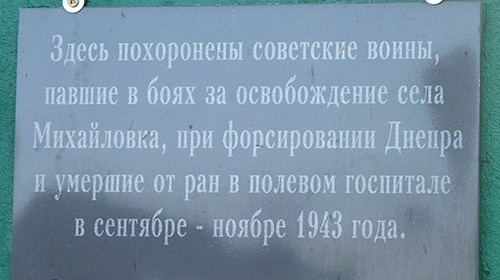 Здесь похоронены советские воины,
павшие в боях за освобождение села
Михайловка, при форсировании Днепра
и умершие от ран в полевом госпитале
в сентябре - ноябре 1943 года.